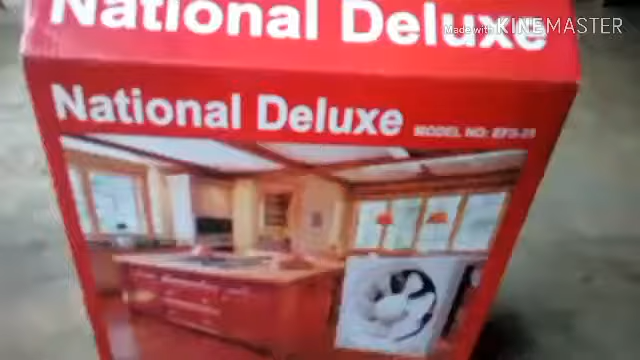 National Deluxe
Made with KINEMASTER
National Deluxe MODEL NO: